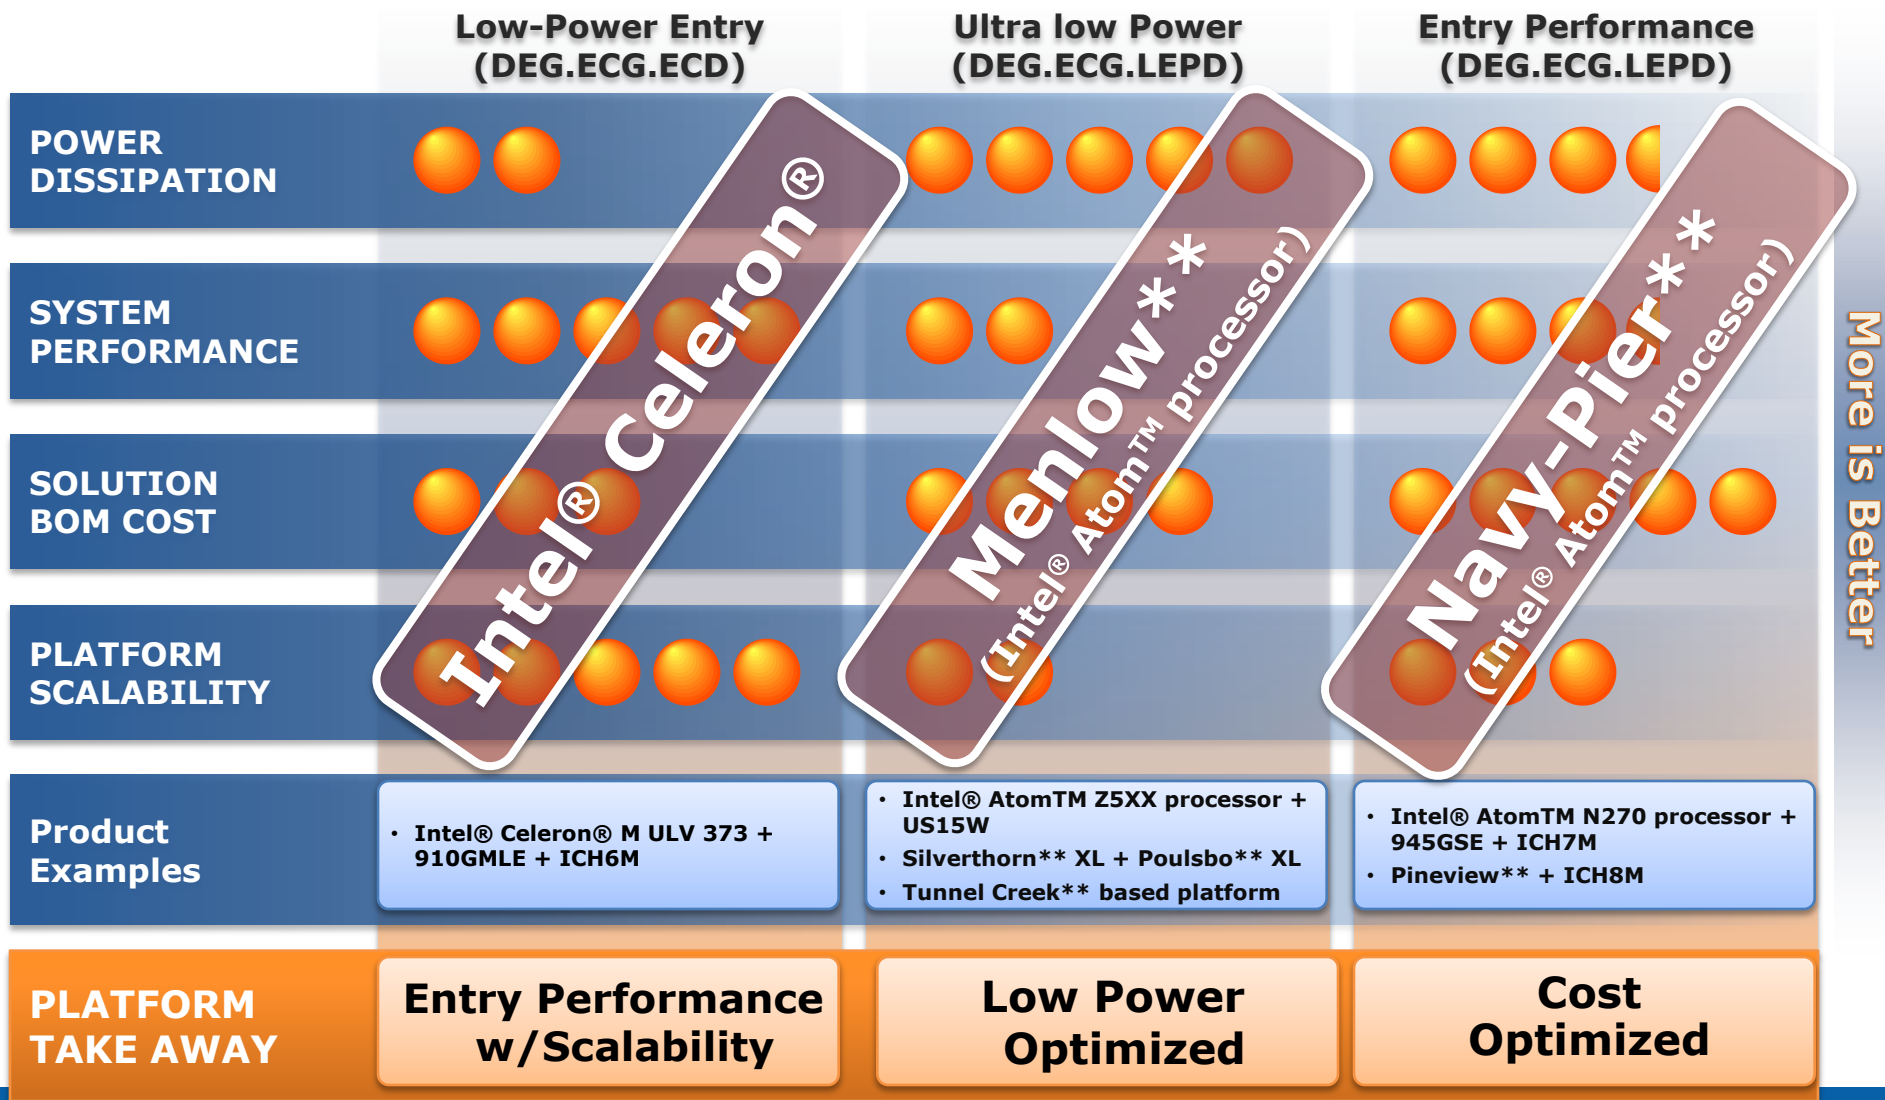 Low-Power Entry
(DEG.ECG.ECD)
Ultra low Power
(DEG.ECG.LEPD)
Entry Performance
(DEG.ECG.LEPD)
POWER
DISSIPATION
SYSTEM
PERFORMANCE
SOLUTION
BOM COST
PLATFORM
SCALABILITY
Intel® Celeron®
Menlow**
(Intel® Atom™ processor)
Navy-Pier**
(Intel® Atom™ processor)
More is Better
Product
Examples
• Intel® Celeron® M ULV 373 +
910GMLE + ICH6M
• Intel® AtomTM Z5XX processor +
US15W
• Silverthorn** XL + Poulsbo** XL
• Tunnel Creek** based platform
• Intel® AtomTM N270 processor +
945GSE + ICH7M
• Pineview** + ICH8M
PLATFORM
TAKE AWAY
Entry Performance
w/Scalability
Low Power
Optimized
Cost
Optimized